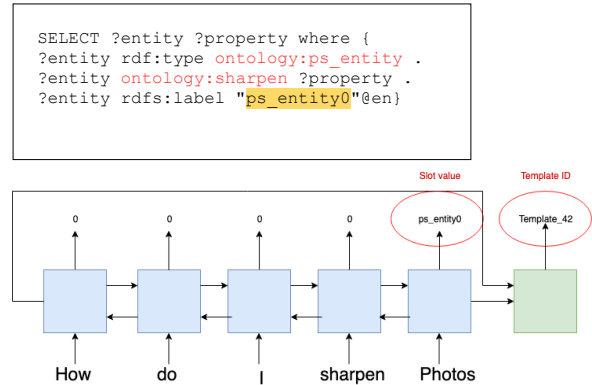 SELECT ?entity ?property where {
?entity rdf:type ontology:ps_entity .
?entity ontology:sharpen ?property .
?entity rdfs:label "ps_entity0"@en}
Slot value Template ID
0 0 0 0 ps_entity0 Template_42
How do I sharpen Photos